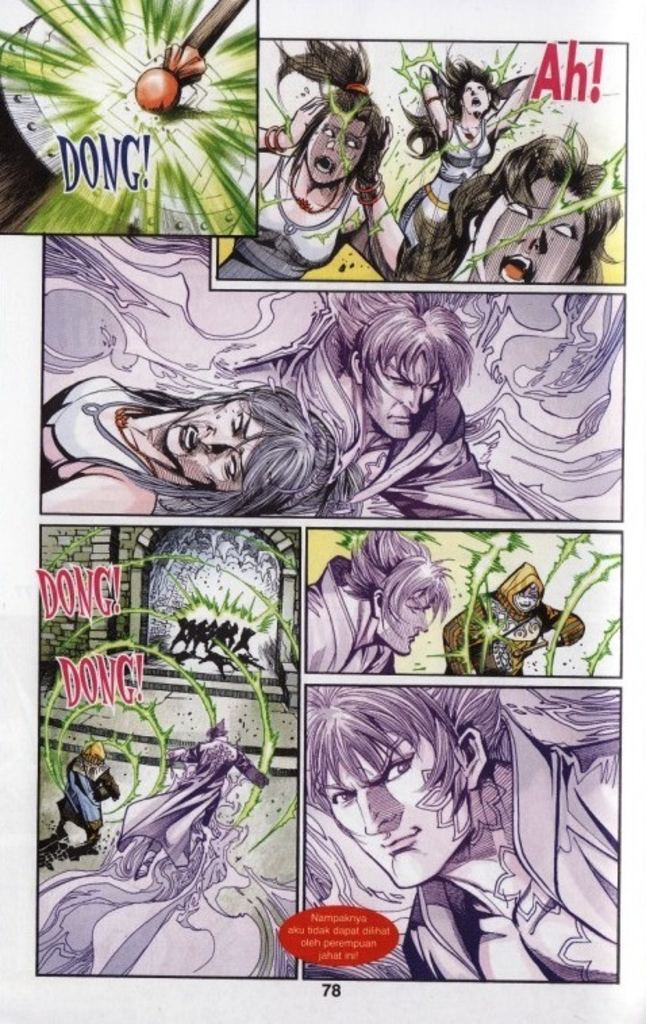 DONG!
Ah!
DONG!
DONG!
Nampaknya
aku tidak dapat dilihat
oleh perempuan
jahat ini!
78